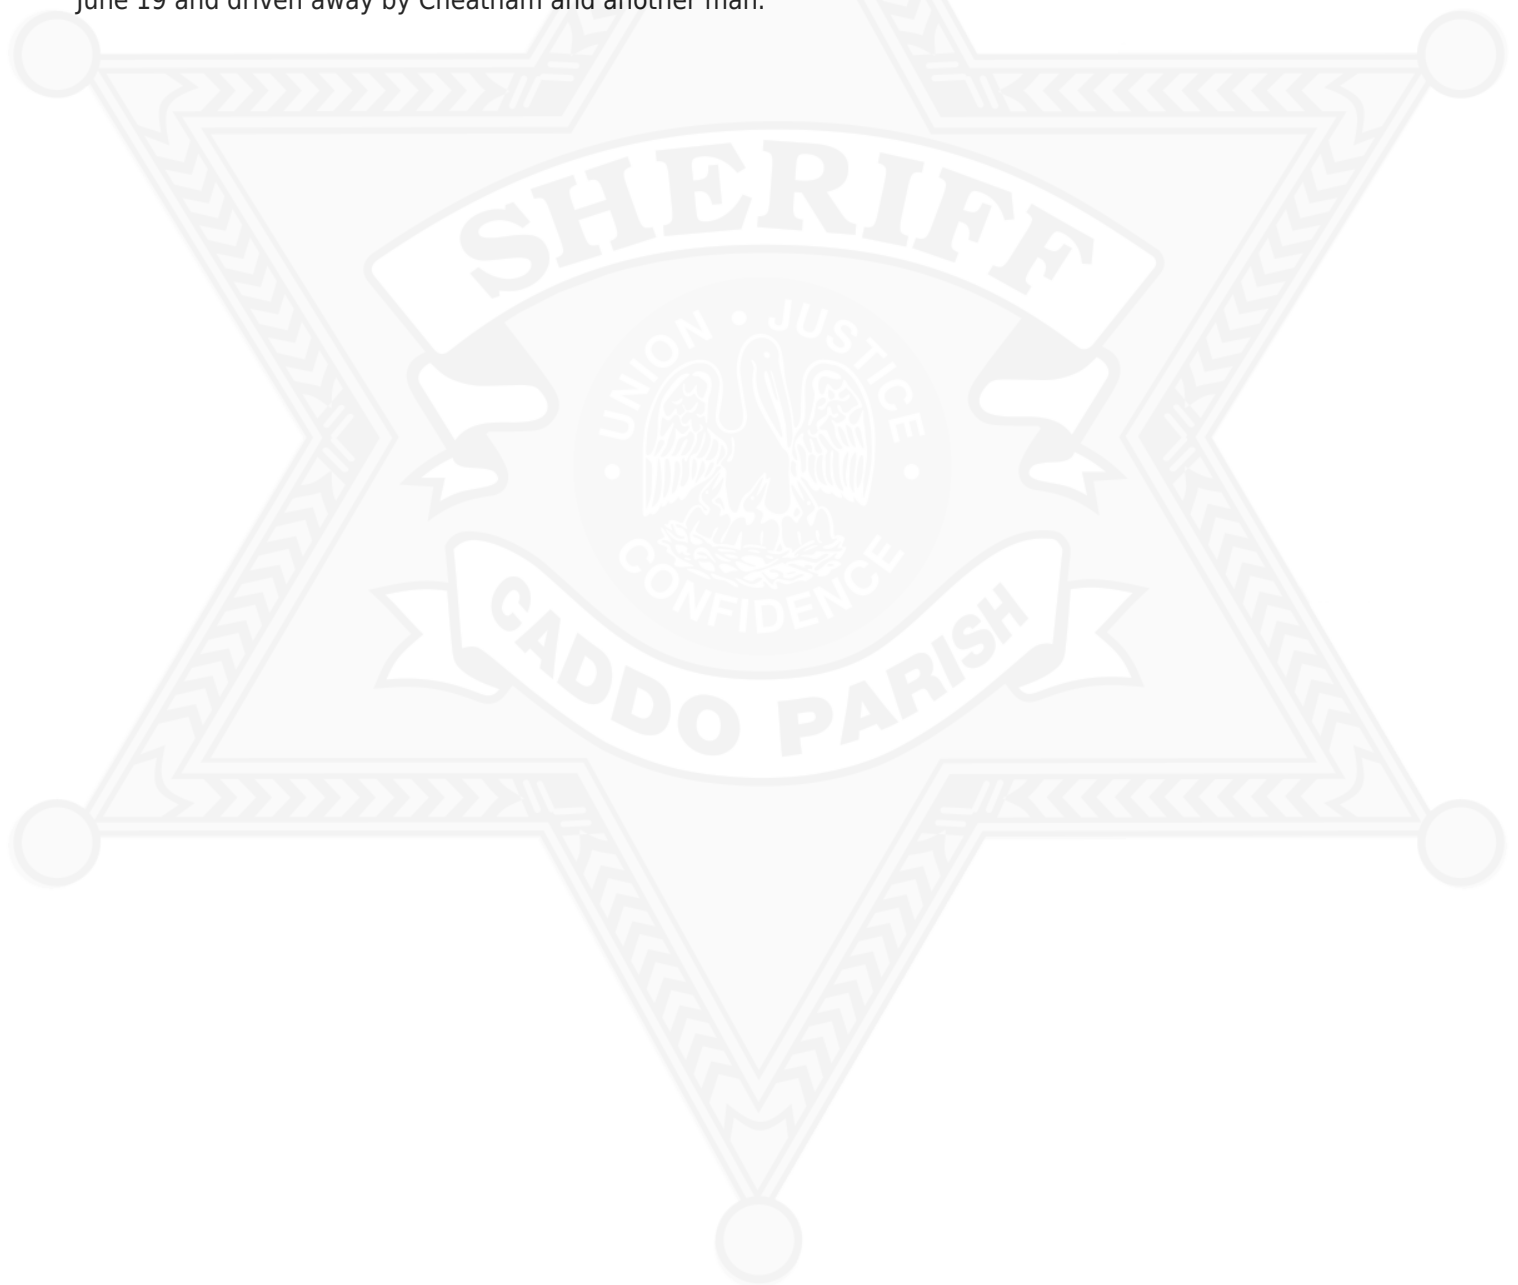 June 19 and driven away by Cheatham and another man.
SHERIFF
UNION • JUSTICE
CONFIDENCE
CADDO PARISH